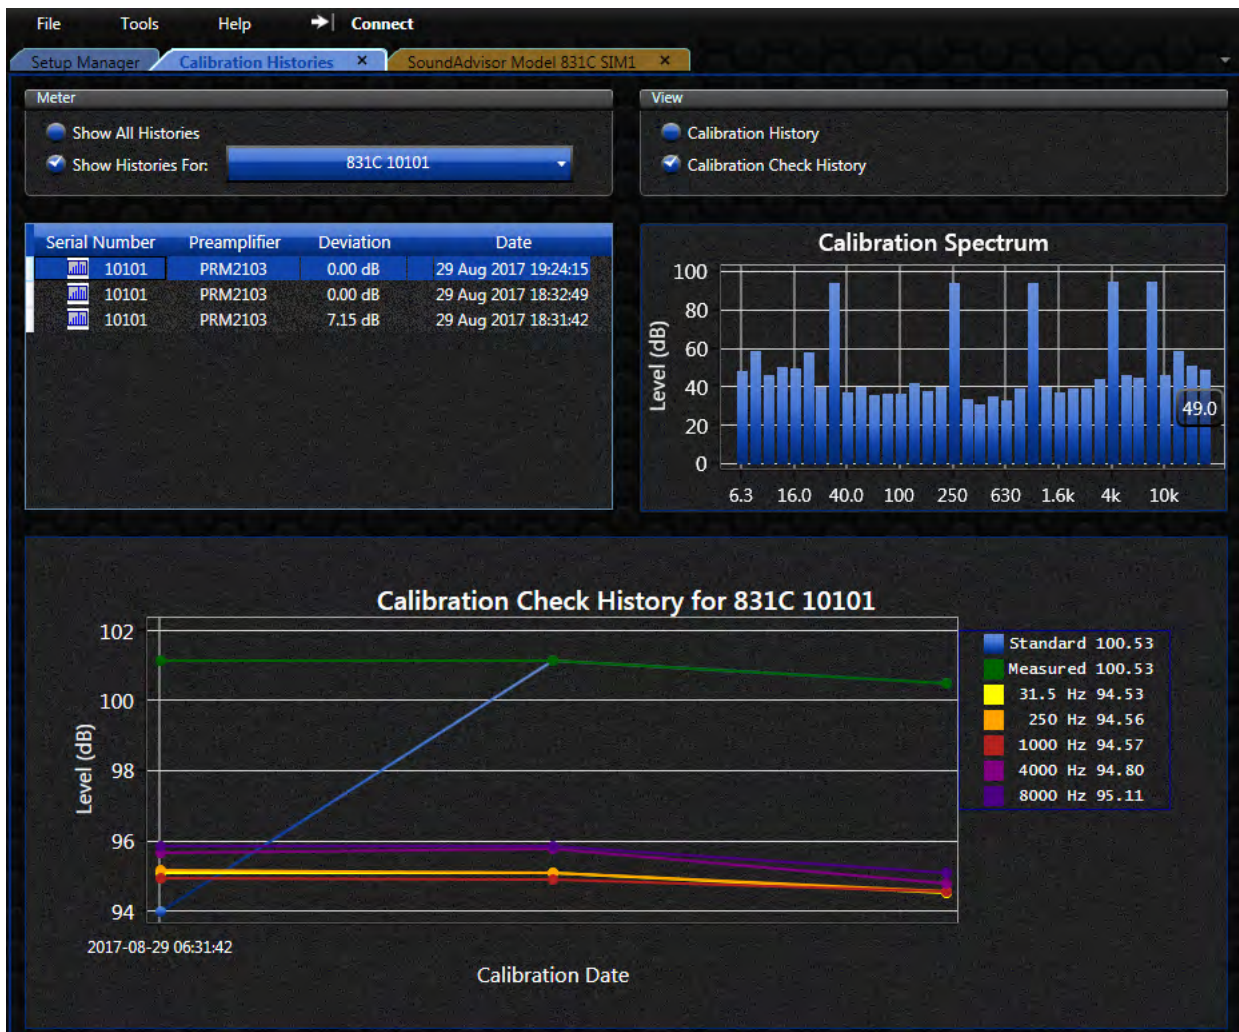 File Tools Help Connect
Setup Manager Calibration Histories × SoundAdvisor Model 831C SIM1 ×
Meter
Show All Histories
Show Histories For: 831C 10101
View
Calibration History
Calibration Check History
Serial Number Preamplifier Deviation Date
10101 PRM2103 0.00 dB 29 Aug 2017 19:24:15
10101 PRM2103 0.00 dB 29 Aug 2017 18:32:49
10101 PRM2103 7.15 dB 29 Aug 2017 18:31:42
Calibration Spectrum
Level (dB)
100
80
60
40
20
0
49.0
6.3 16.0 40.0 100 250 630 1.6k 4k 10k
Calibration Check History for 831C 10101
Level (dB)
102
100
98
96
94
2017-08-29 06:31:42
Calibration Date
Standard 100.53
Measured 100.53
31.5 Hz 94.53
250 Hz 94.56
1000 Hz 94.57
4000 Hz 94.80
8000 Hz 95.11